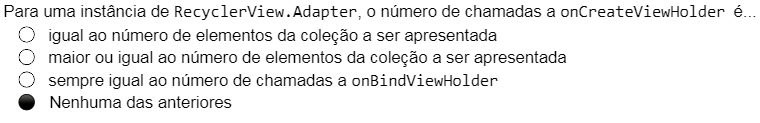 Para uma instância de RecyclerView.Adapter, o número de chamadas a onCreateViewHolder é...
igual ao número de elementos da coleção a ser apresentada
maior ou igual ao número de elementos da coleção a ser apresentada
sempre igual ao número de chamadas a onBindViewHolder
Nenhuma das anteriores